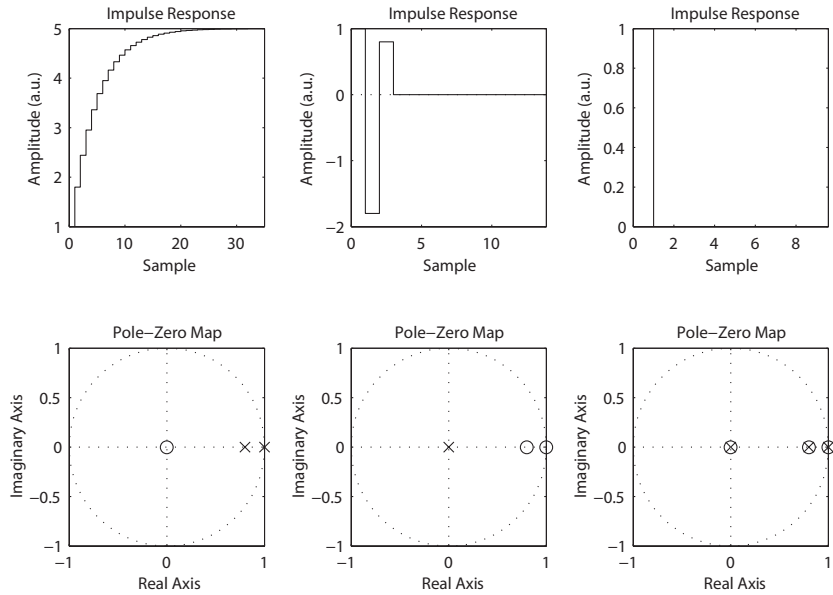 Impulse Response
Impulse Response
Impulse Response
5
4
3
2
1
Amplitude (a.u.)
0
10
20
30
Sample
1
0
−1
−2
Amplitude (a.u.)
0
5
10
Sample
1
0.8
0.6
0.4
0.2
0
Amplitude (a.u.)
0
2
4
6
8
Sample
Pole−Zero Map
Pole−Zero Map
Pole−Zero Map
1
0.5
0
−0.5
−1
Imaginary Axis
−1
0
1
Real Axis
1
0.5
0
−0.5
−1
Imaginary Axis
−1
0
1
Real Axis
1
0.5
0
−0.5
−1
Imaginary Axis
−1
0
1
Real Axis